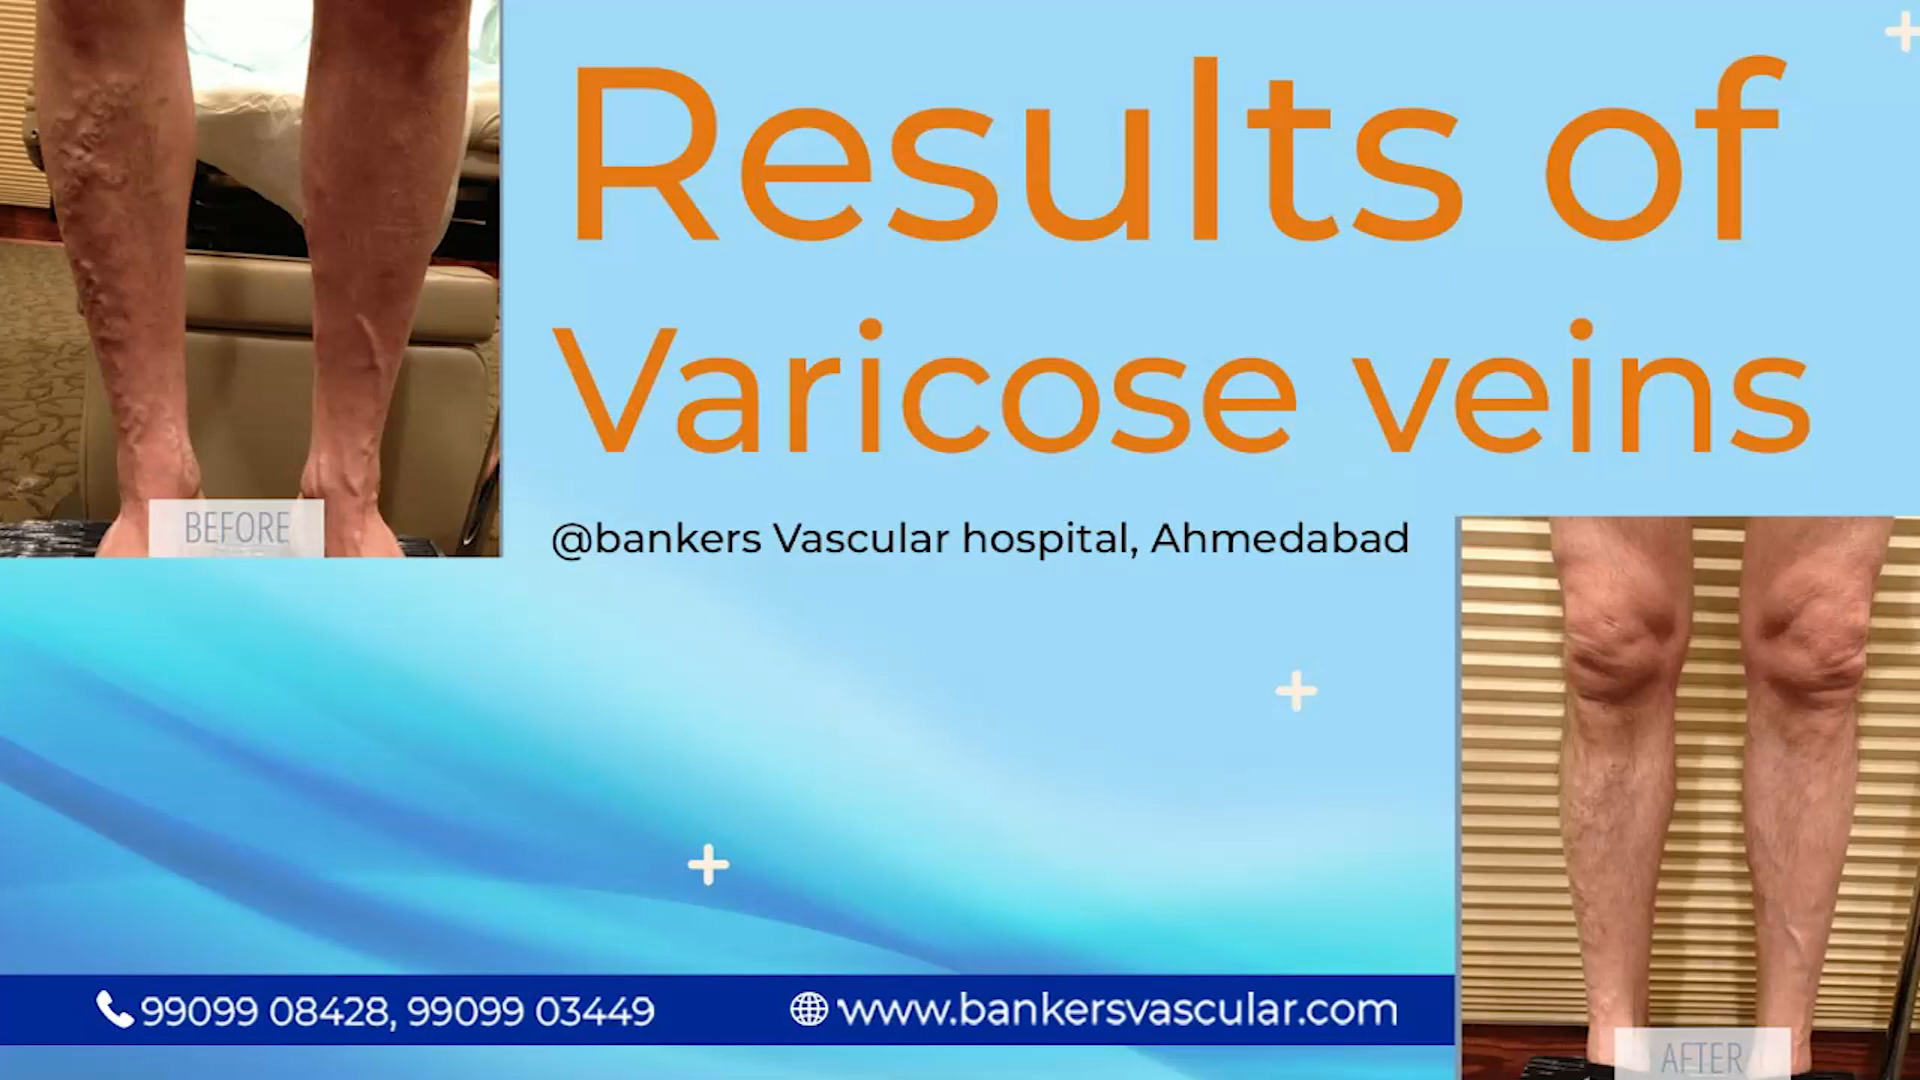 Results of
Varicose veins
@bankers Vascular hospital, Ahmedabad
BEFORE
AFTER
99099 08428, 99099 03449
www.bankersvascular.com